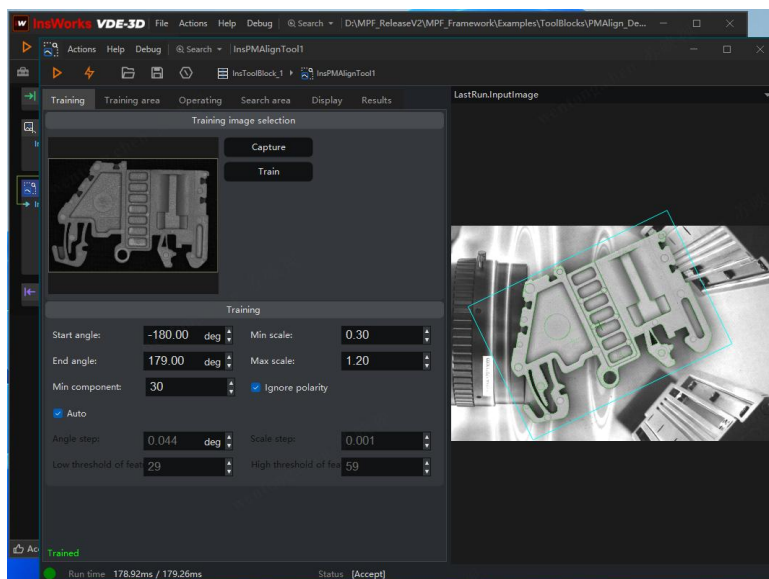 InsWorks VDE-3D File Actions Help Debug Search D:\MPF_ReleaseV2\MPF_Framework\Examples\ToolBlocks\PMAlign_De...
Actions Help Debug Search InsPMAlignTool1
InsToolBlock_1 InsPMAlignTool1
Training Training area Operating Search area Display Results
LastRun.InputImage
Training image selection
Capture
Train
Training
Start angle: -180.00 deg Min scale: 0.30
End angle: 179.00 deg Max scale: 1.20
Min component: 30 Ignore polarity
Auto
Angle step: 0.044 deg Scale step: 0.001
Low threshold of feat 29 High threshold of fea 59
Trained
Run time 178.92ms / 179.26ms Status [Accept]